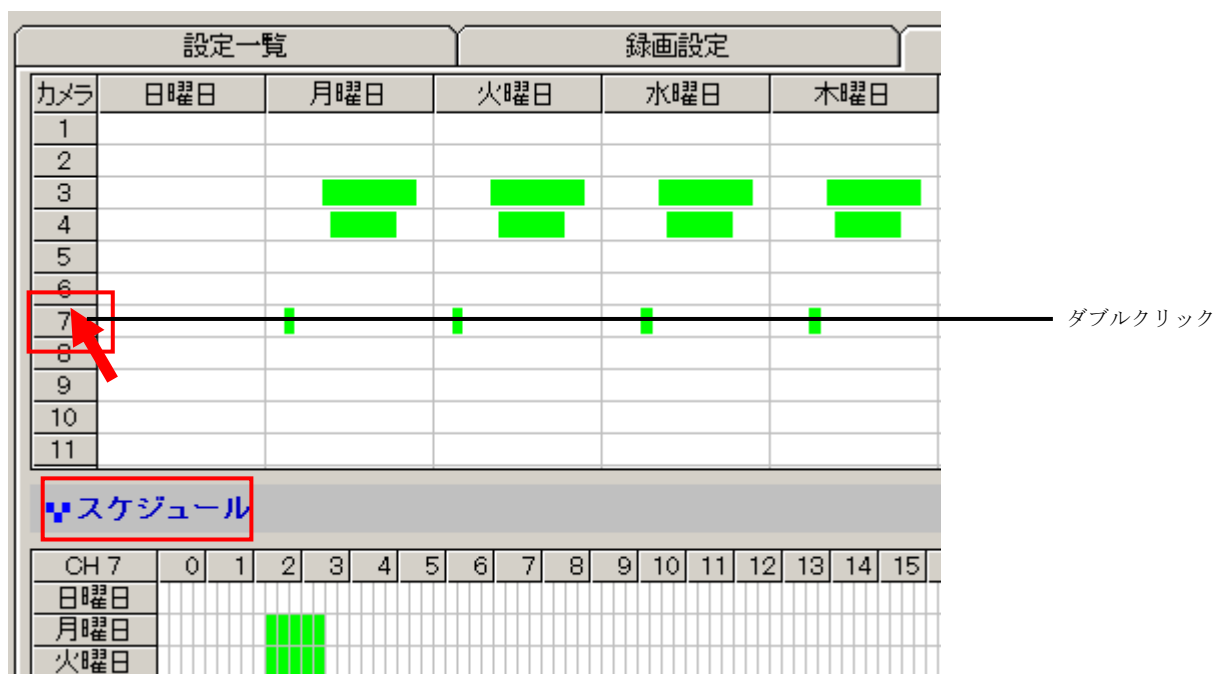 設定一覧 録画設定
カメラ 日曜日 月曜日 火曜日 水曜日 木曜日
1
2
3
4
5
6
7 ダブルクリック
8
9
10
11
スケジュール
CH 7 0 1 2 3 4 5 6 7 8 9 10 11 12 13 14 15
日曜日
月曜日
火曜日